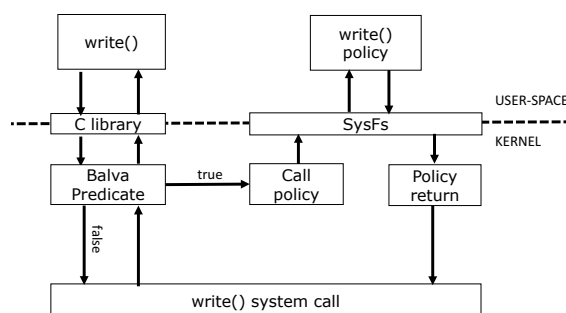 write()
write()
policy
USER-SPACE
C library
SysFs
KERNEL
Balva
Predicate
true
Call
policy
Policy
return
false
write() system call